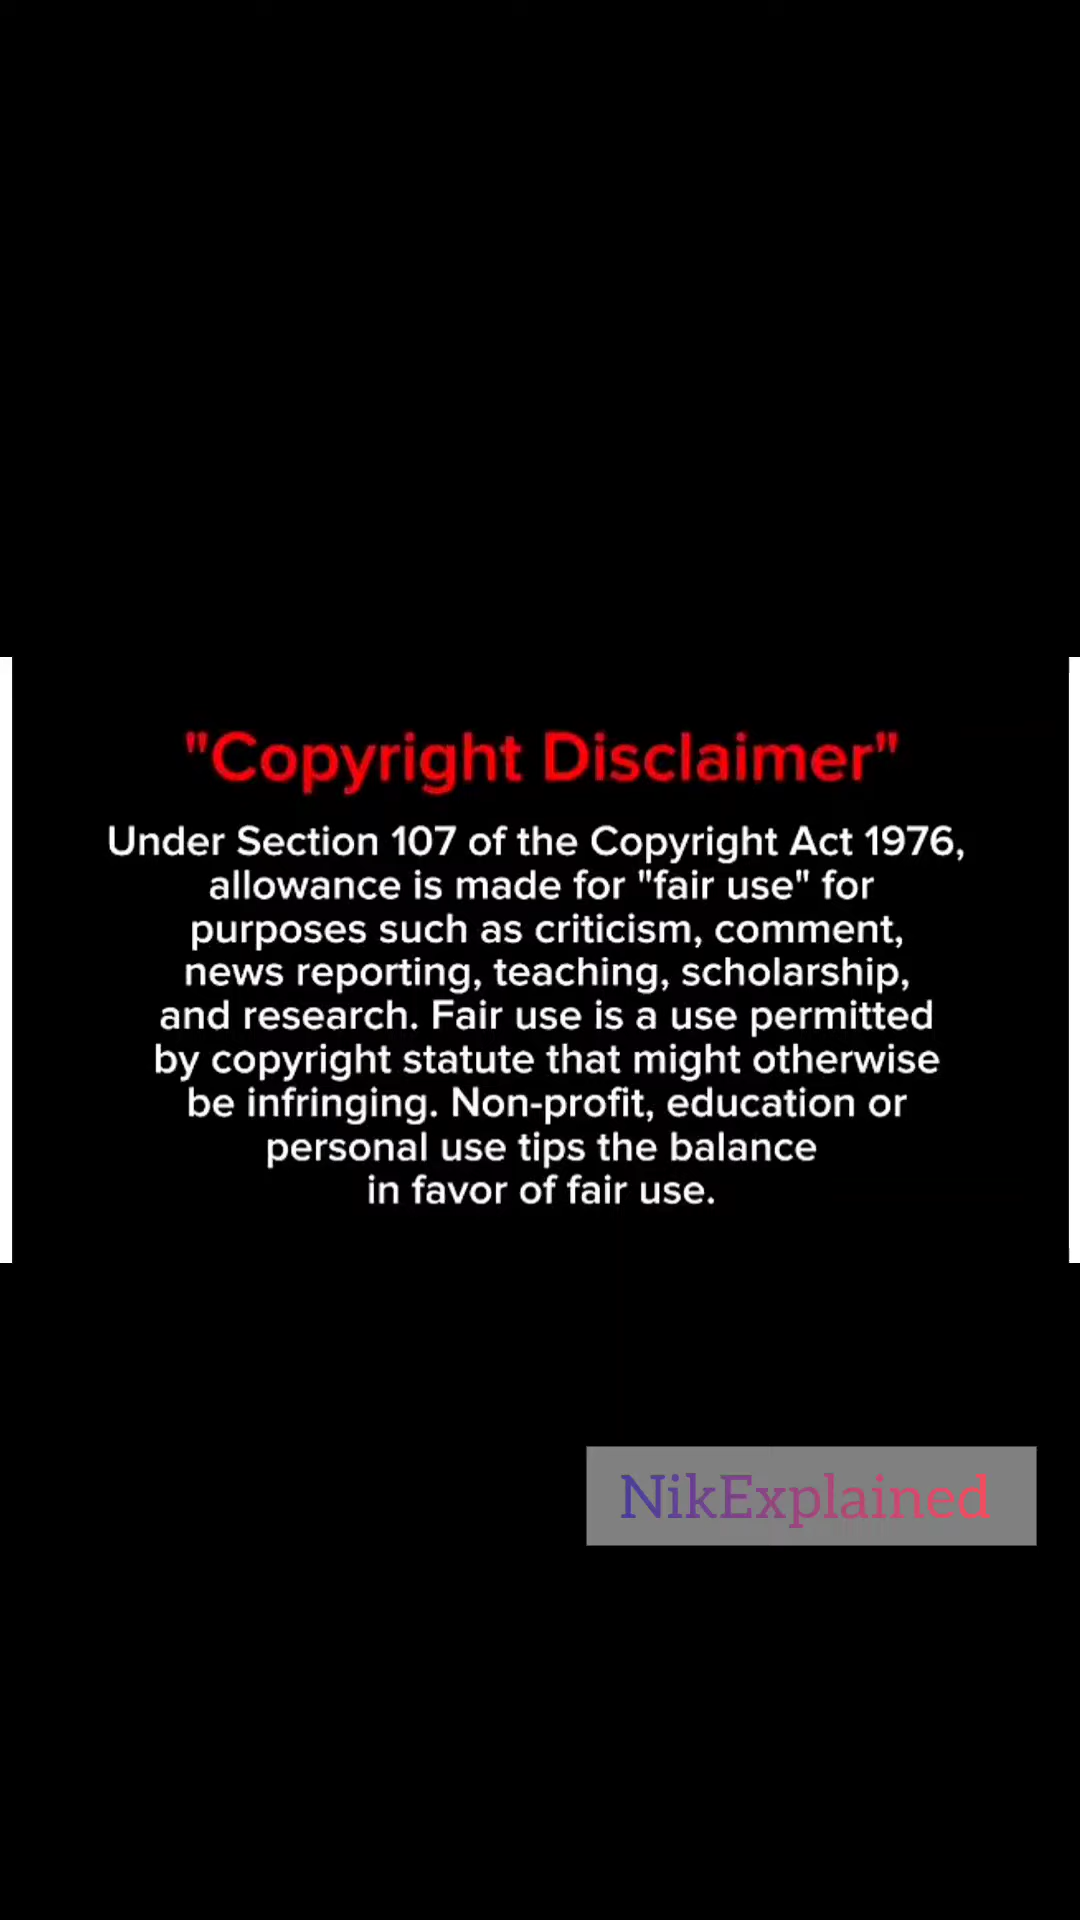 "Copyright Disclaimer"
Under Section 107 of the Copyright Act 1976,
allowance is made for "fair use" for
purposes such as criticism, comment,
news reporting, teaching, scholarship,
and research. Fair use is a use permitted
by copyright statute that might otherwise
be infringing. Non-profit, education or
personal use tips the balance
in favor of fair use.
NikExplained